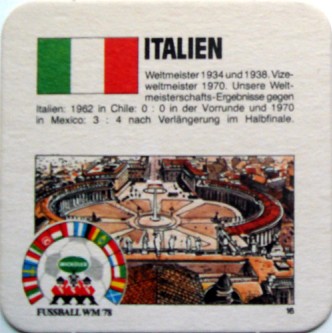 ITALIEN
Weltmeister 1934 und 1938. Vize-
weltmeister 1970. Unsere Welt-
meisterschafts-Ergebnisse gegen
Italien: 1962 in Chile: 0 : 0 in der Vorrunde und 1970
in Mexico: 3 : 4 nach Verlängerung im Halbfinale.
FUSSBALL WM '78
16